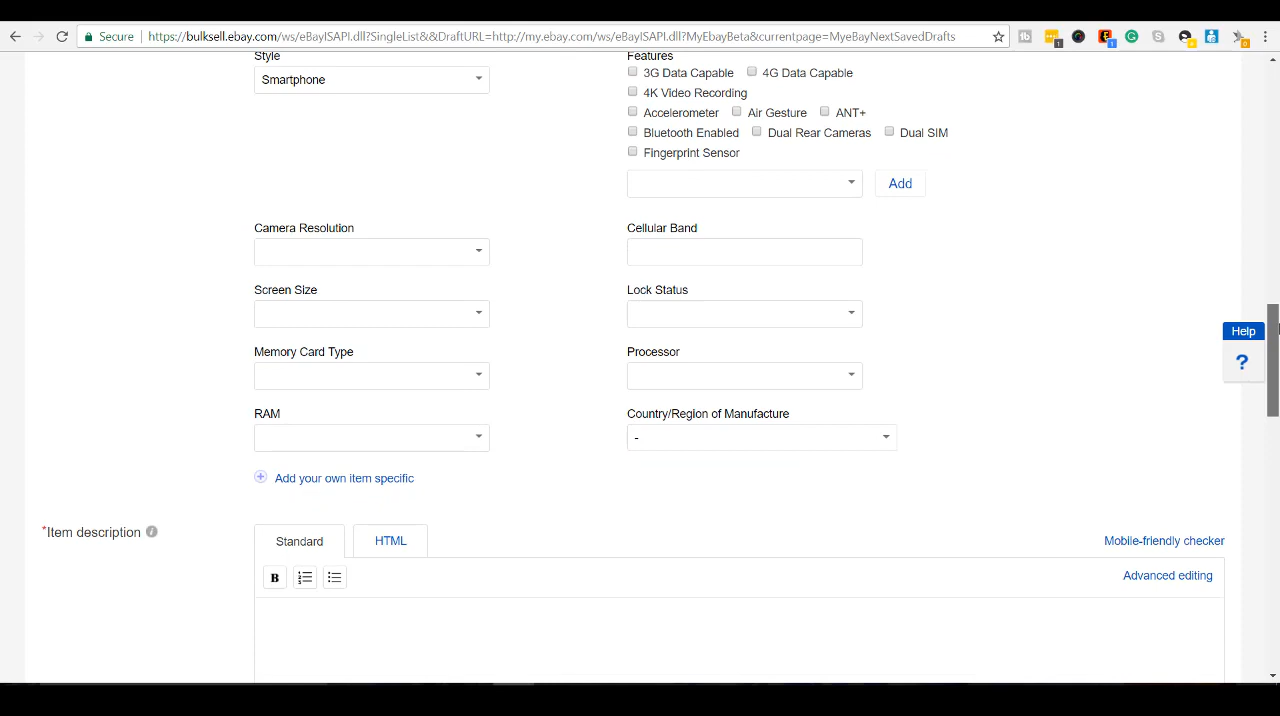 Secure https://bulksell.ebay.com/ws/eBayISAPI.dll?SingleList&&DraftURL=http://my.ebay.com/ws/eBayISAPI.dll?MyEbayBeta&currentpage=MyeBayNextSavedDrafts
Style
Features
Smartphone
3G Data Capable
4G Data Capable
4K Video Recording
Accelerometer
Air Gesture
ANT+
Bluetooth Enabled
Dual Rear Cameras
Dual SIM
Fingerprint Sensor
Add
Camera Resolution
Cellular Band
Screen Size
Lock Status
Help
?
Memory Card Type
Processor
RAM
Country/Region of Manufacture
-
Add your own item specific
*Item description
Standard
HTML
Mobile-friendly checker
B
Advanced editing